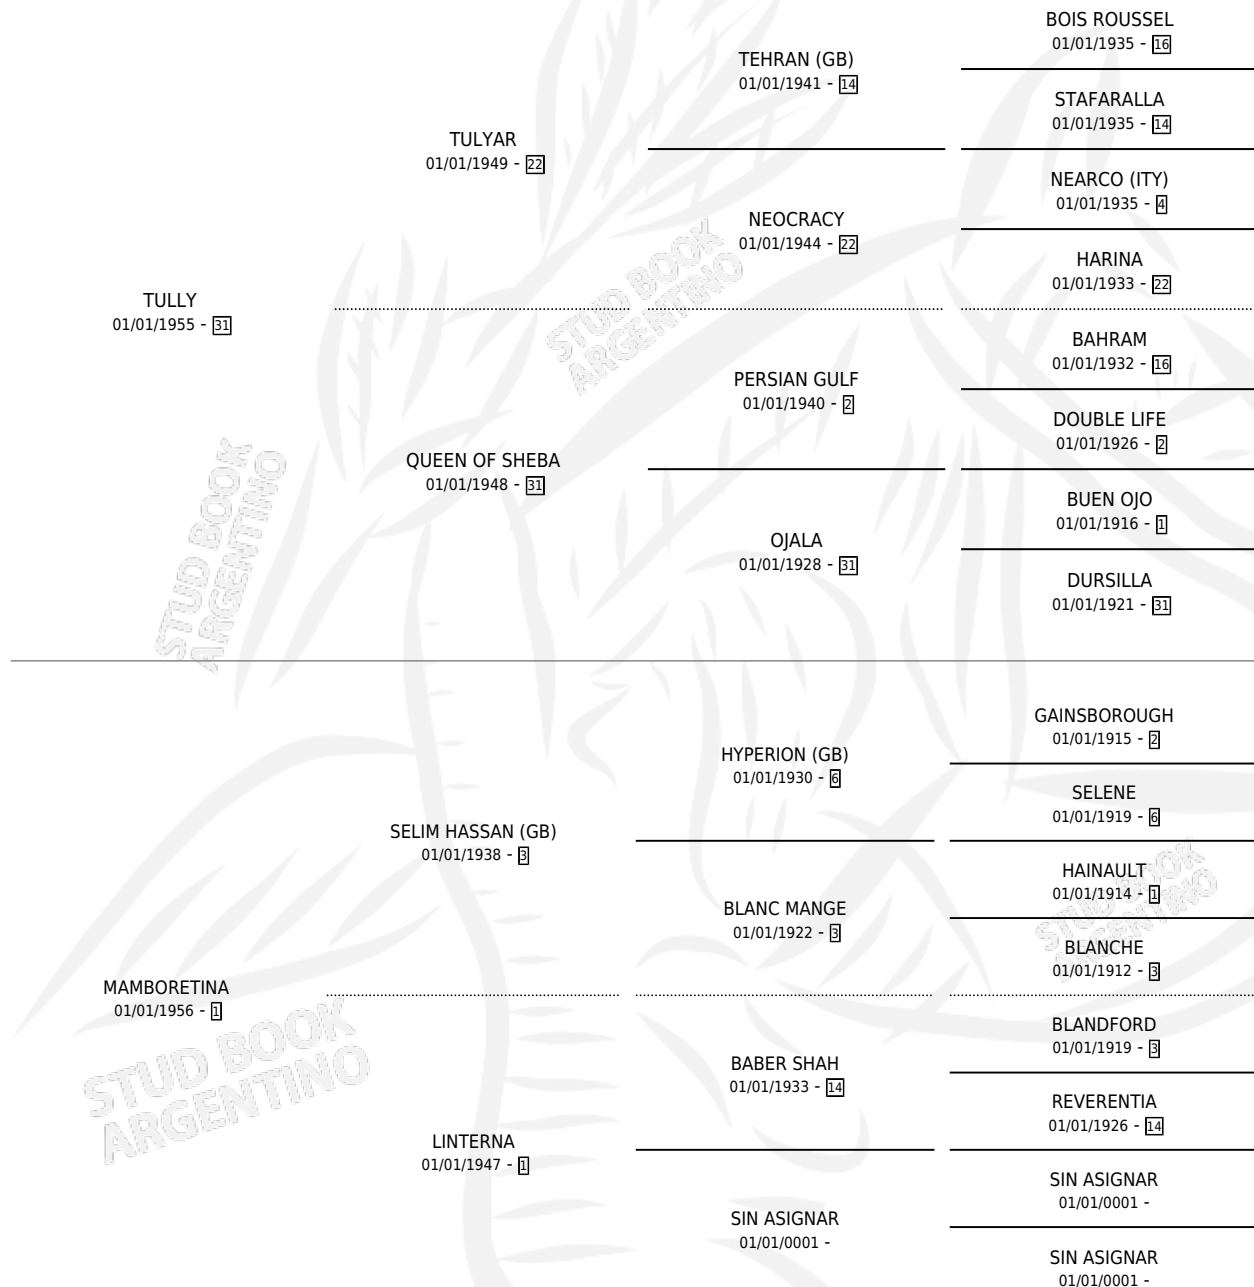 BOIS ROUSSEL
01/01/1935 - 16
TEHRAN (GB)
01/01/1941 - 14
STAFARALLA
01/01/1935 - 14
TULYAR
01/01/1949 - 22
NEARCO (ITY)
01/01/1935 - 4
NEOCRACY
01/01/1944 - 22
HARINA
01/01/1933 - 22
TULLY
01/01/1955 - 31
STUD BOOK
ARGENTINO
BAHRAM
01/01/1932 - 16
PERSIAN GULF
01/01/1940 - 2
DOUBLE LIFE
01/01/1926 - 2
QUEEN OF SHEBA
01/01/1948 - 31
BUEN OJO
01/01/1916 - 1
OJALA
01/01/1928 - 31
DURSILLA
01/01/1921 - 31
STUD BOOK
ARGENTINO
GAINSBOROUGH
01/01/1915 - 2
HYPERION (GB)
01/01/1930 - 6
SELENE
01/01/1919 - 6
SELIM HASSAN (GB)
01/01/1938 - 3
HAINAULT
01/01/1914 - 1
BLANC MANGE
01/01/1922 - 3
BLANCHE
01/01/1912 - 3
STUD BOOK
ARGENTINO
MAMBORETINA
01/01/1956 - 1
BLANDFORD
01/01/1919 - 3
BABER SHAH
01/01/1933 - 14
REVERENTIA
01/01/1926 - 14
STUD BOOK
ARGENTINO
LINTERNA
01/01/1947 - 1
SIN ASIGNAR
01/01/0001 -
SIN ASIGNAR
01/01/0001 -
SIN ASIGNAR
01/01/0001 -